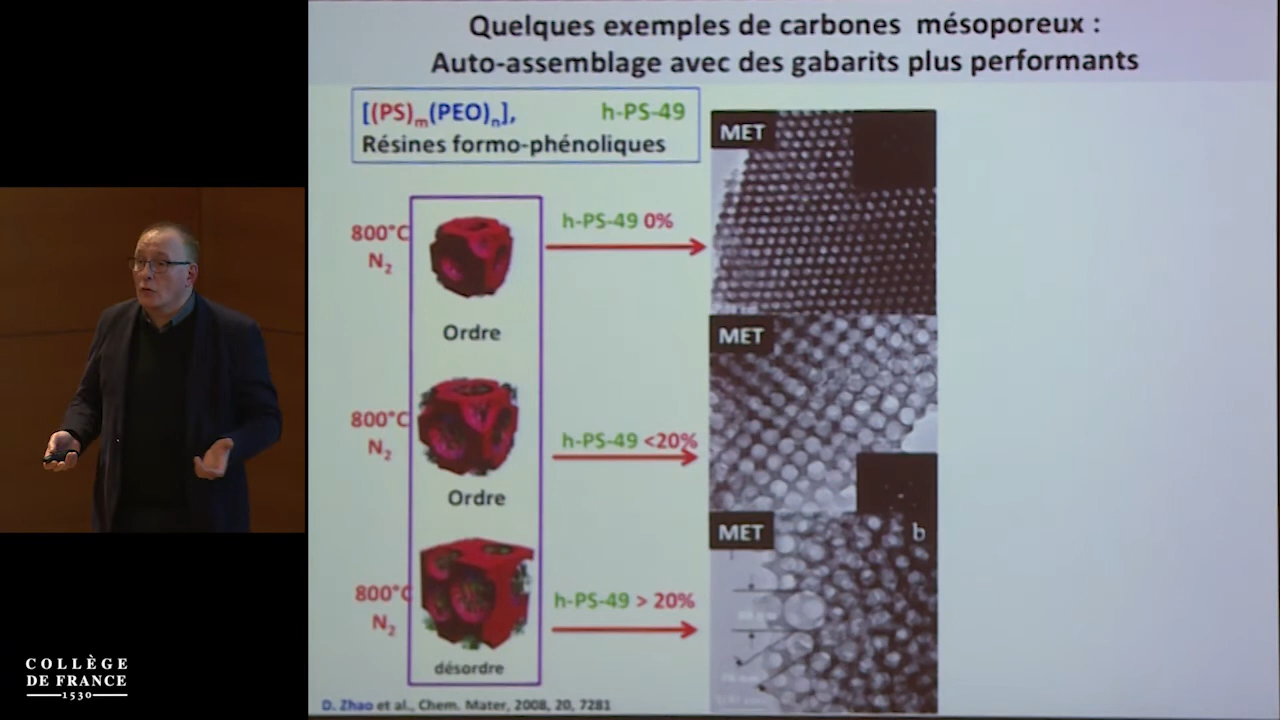 Quelques exemples de carbones mésoporeux :
Auto-assemblage avec des gabarits plus performants
[(PS)m(PEO)n], h-PS-49
Résines formo-phénoliques
MET
800°C
N2
h-PS-49 0%
Ordre
MET
800°C
N2
h-PS-49 <20%
Ordre
MET
b
800°C
N2
h-PS-49 > 20%
désordre
D. Zhao et al., Chem. Mater, 2008, 20, 7281
COLLÈGE
DE FRANCE
1530